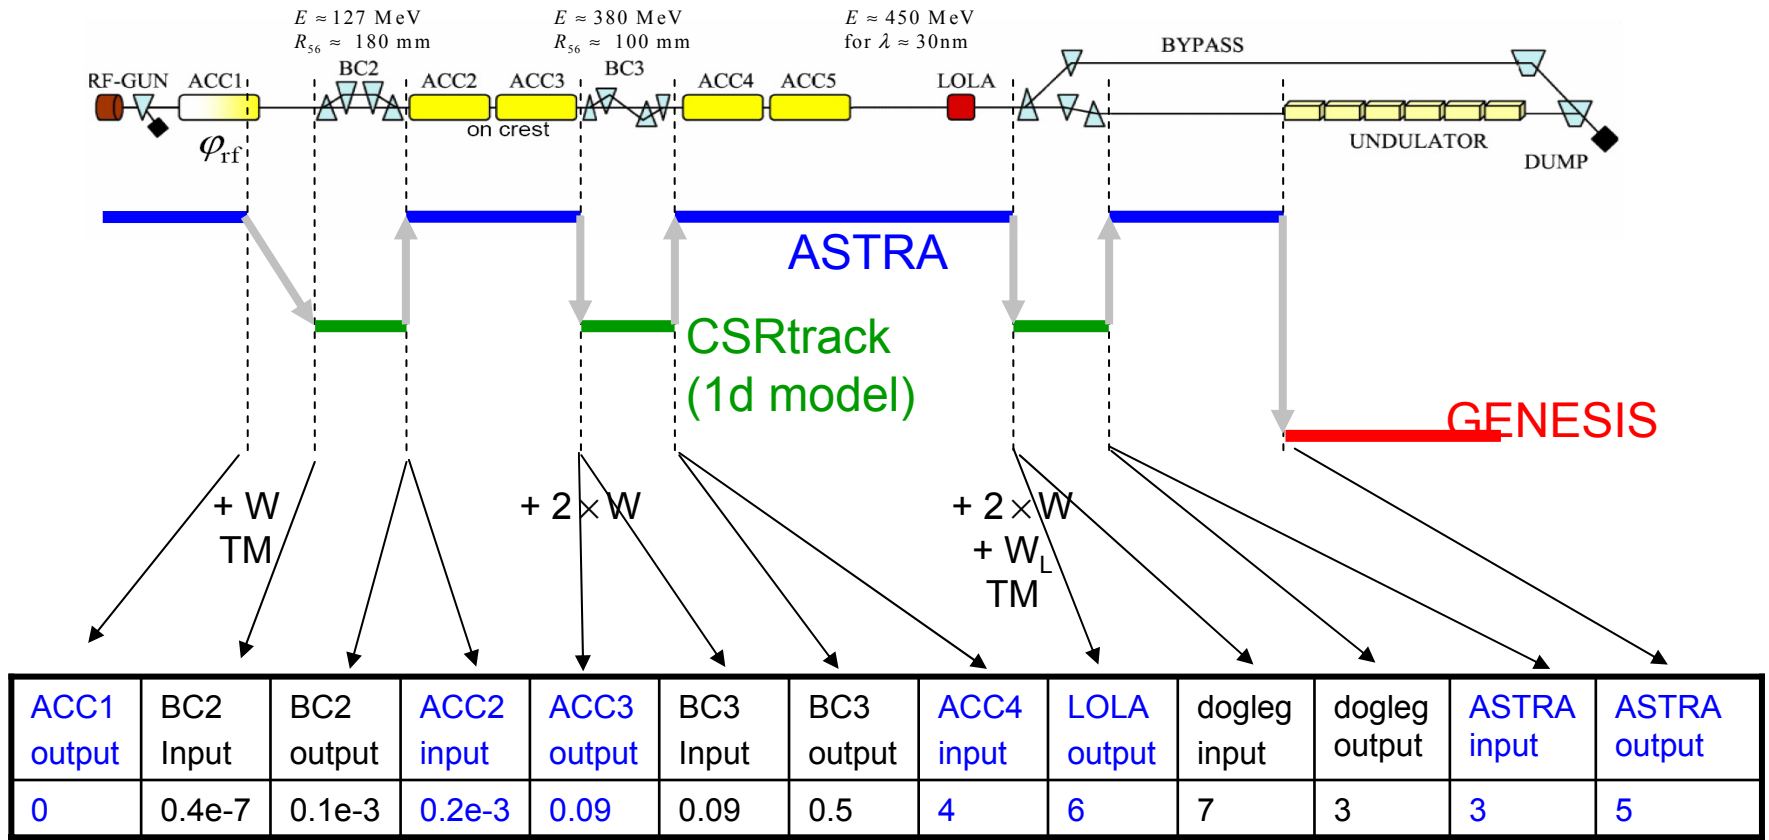 E ≈ 127 MeV
R₅₆ ≈ 180 mm
E ≈ 380 MeV
R₅₆ ≈ 100 mm
E ≈ 450 MeV
for λ ≈ 30nm
BYPASS
RF-GUN
ACC1
BC2
ACC2
ACC3
BC3
ACC4
ACC5
LOLA
φrf
on crest
UNDULATOR
DUMP
ASTRA
CSRtrack
(1d model)
GENESIS
+ W
TM
+ 2 × W
+ 2 × W
+ W_L
TM
ACC1 output
BC2 Input
BC2 output
ACC2 input
ACC3 output
BC3 Input
BC3 output
ACC4 input
LOLA output
dogleg input
dogleg output
ASTRA input
ASTRA output
0 0.4e-7 0.1e-3 0.2e-3 0.09 0.09 0.5 4 6 7 3 3 5